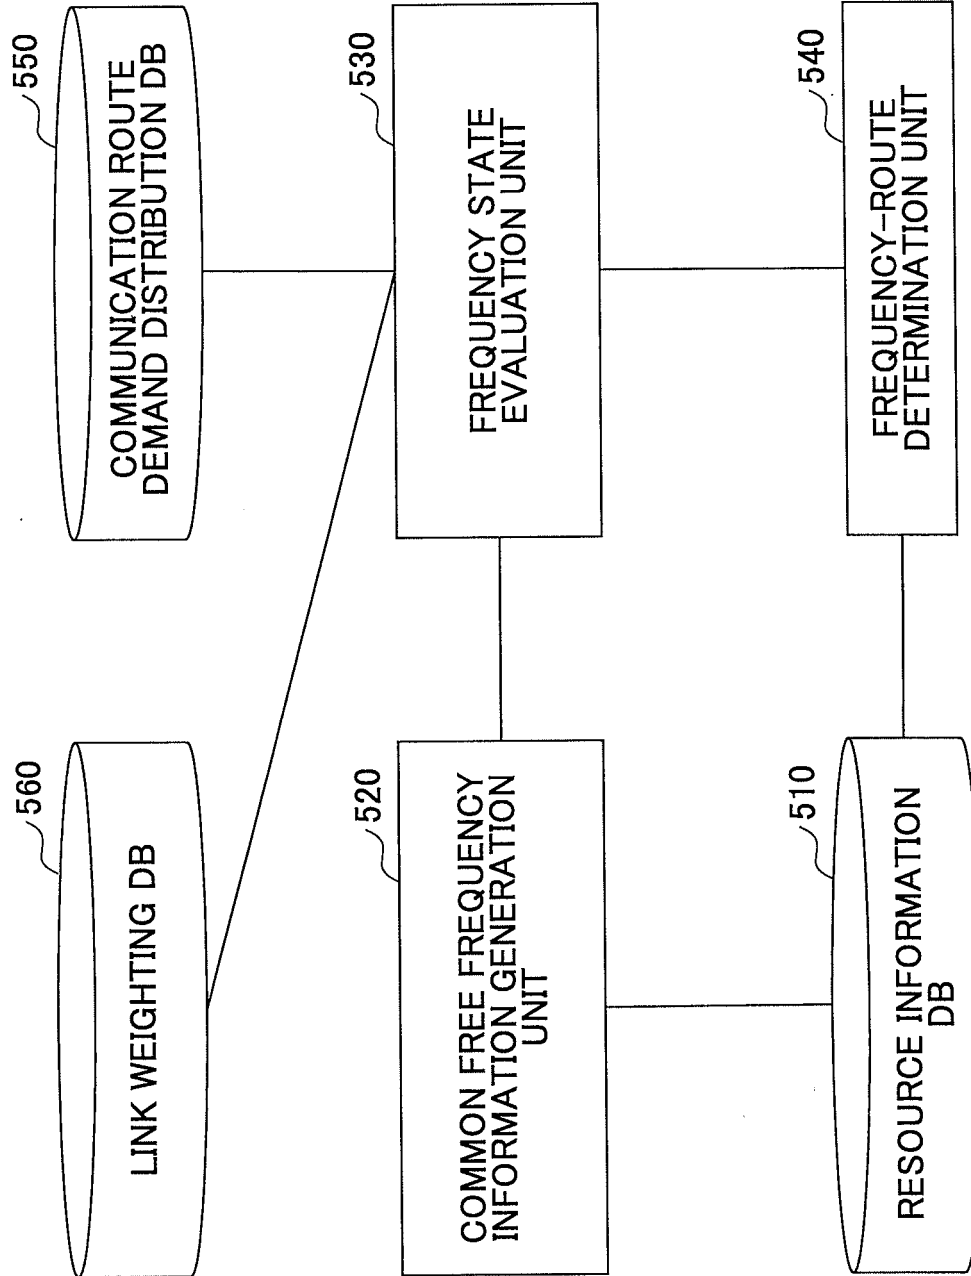 560
LINK WEIGHTING DB
550
COMMUNICATION ROUTE
DEMAND DISTRIBUTION DB
520
COMMON FREE FREQUENCY
INFORMATION GENERATION
UNIT
530
FREQUENCY STATE
EVALUATION UNIT
510
RESOURCE INFORMATION
DB
540
FREQUENCY-ROUTE
DETERMINATION UNIT